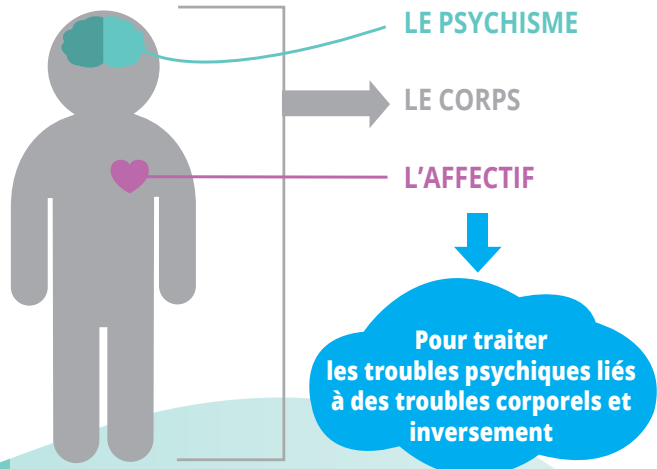 LE PSYCHISME
LE CORPS
L’AFFECTIF
Pour traiter
les troubles psychiques liés
à des troubles corporels et
inversement